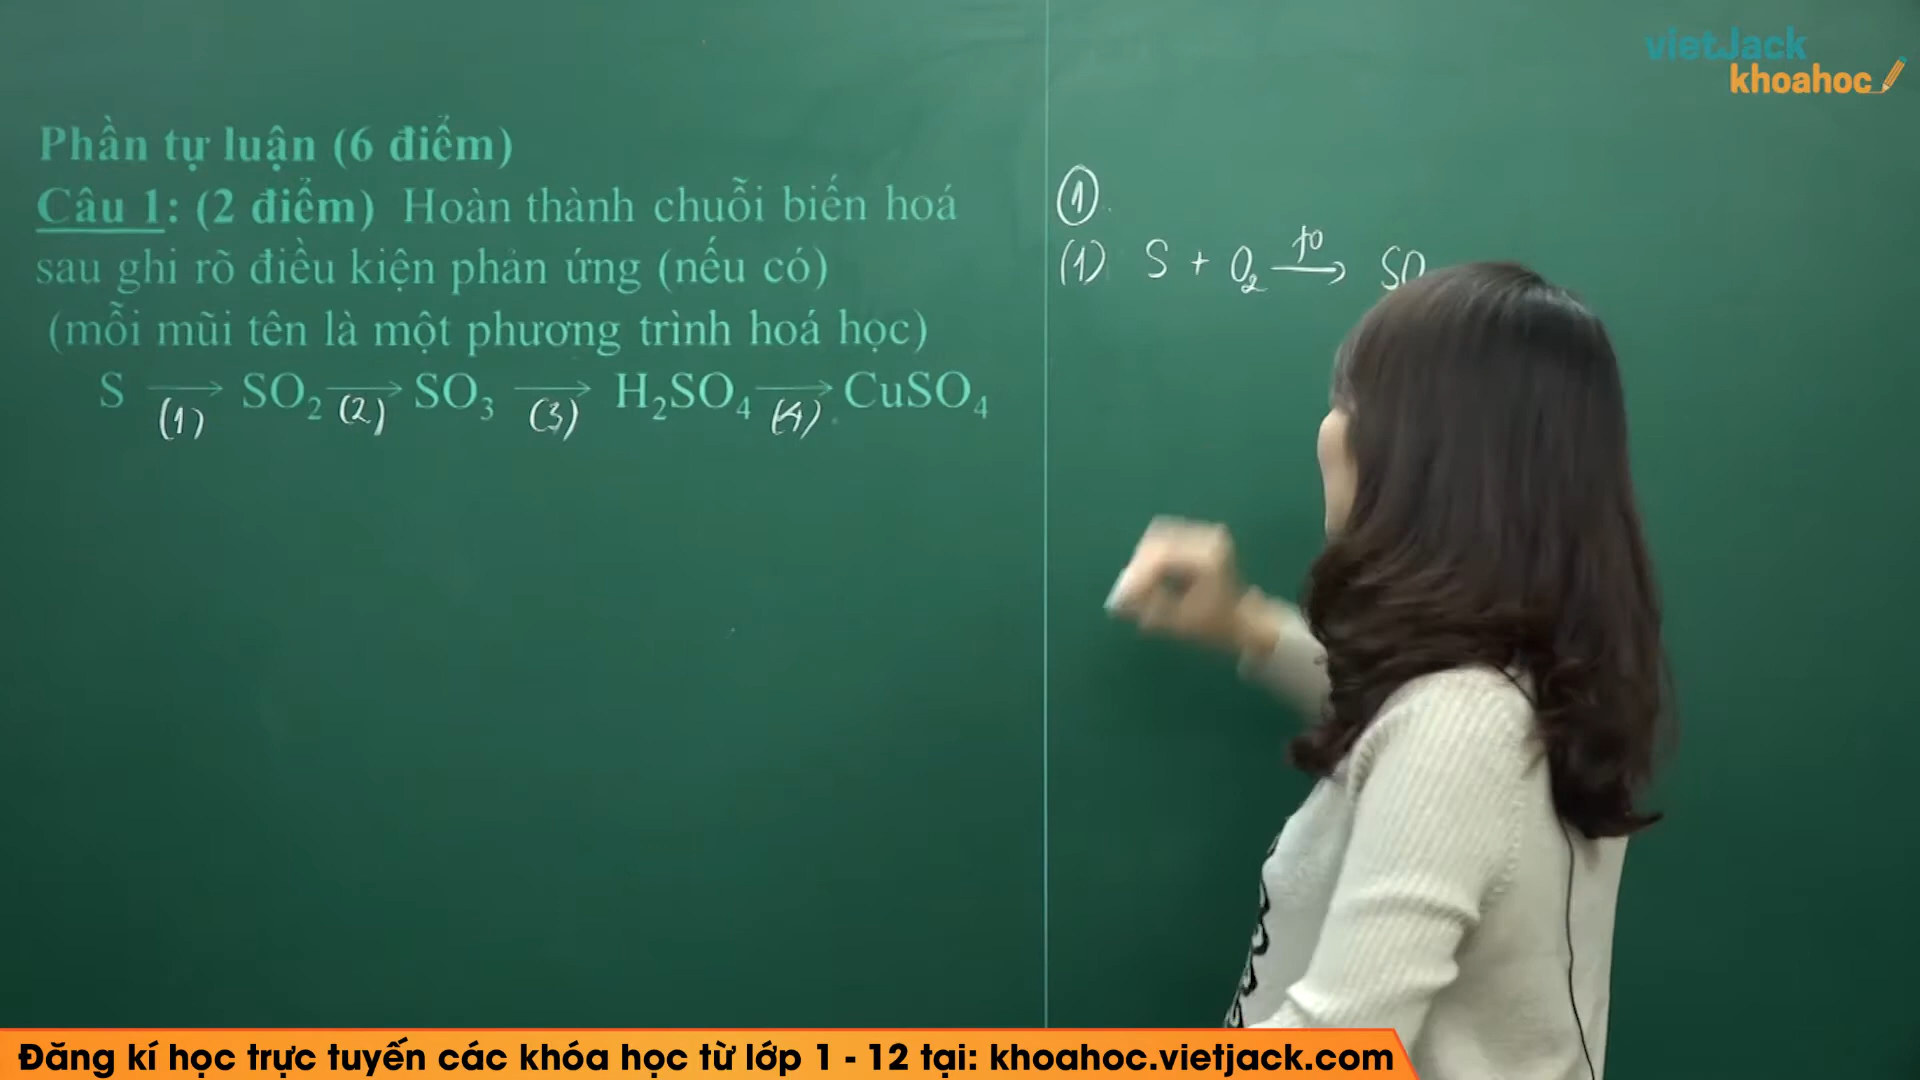 vietJack
khoahoc
Phần tự luận (6 điểm)
Câu 1: (2 điểm) Hoàn thành chuỗi biến hoá
sau ghi rõ điều kiện phản ứng (nếu có)
(mỗi mũi tên là một phương trình hoá học)
S → SO₂ → SO₃ → H₂SO₄ → CuSO₄
(1) (2) (3) (4)
①
(1) S + O₂ →
t⁰
SO
Đăng kí học trực tuyến các khóa học từ lớp 1 - 12 tại: khoahoc.vietjack.com